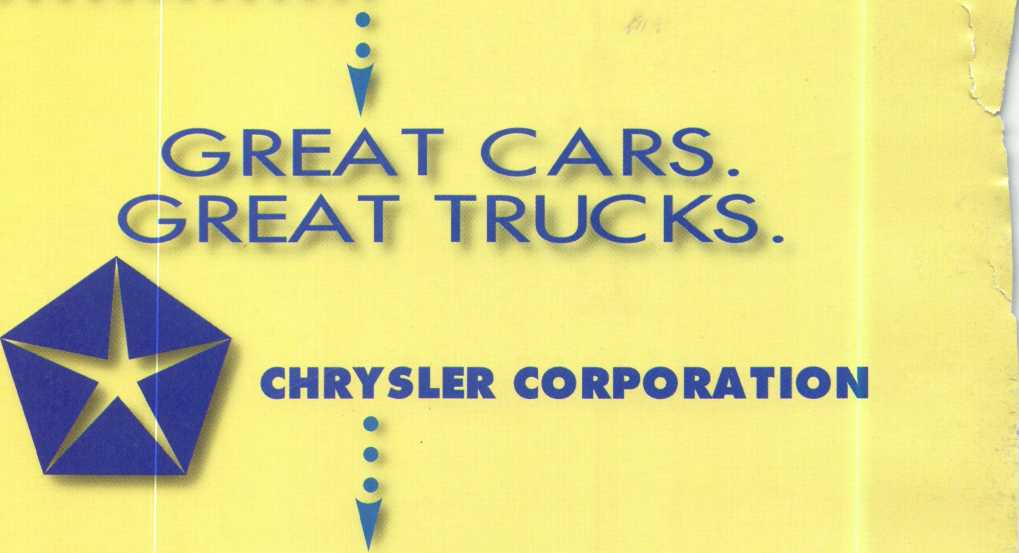 GREAT CARS.
GREAT TRUCKS.
CHRYSLER CORPORATION